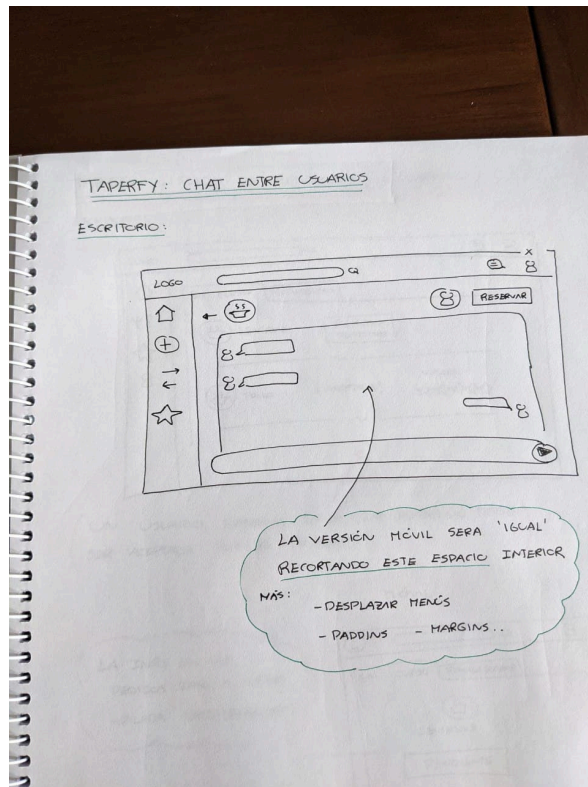 TAPERFY: CHAT ENTRE USUARIOS
ESCRITORIO:
LOGO
RESERVAR
LA VERSIÓN MÓVIL SERA 'IGUAL'
RECORTANDO ESTE ESPACIO INTERIOR
MÁS:
-DESPLAZAR MENÚS
-PADDINS -MARGINS..